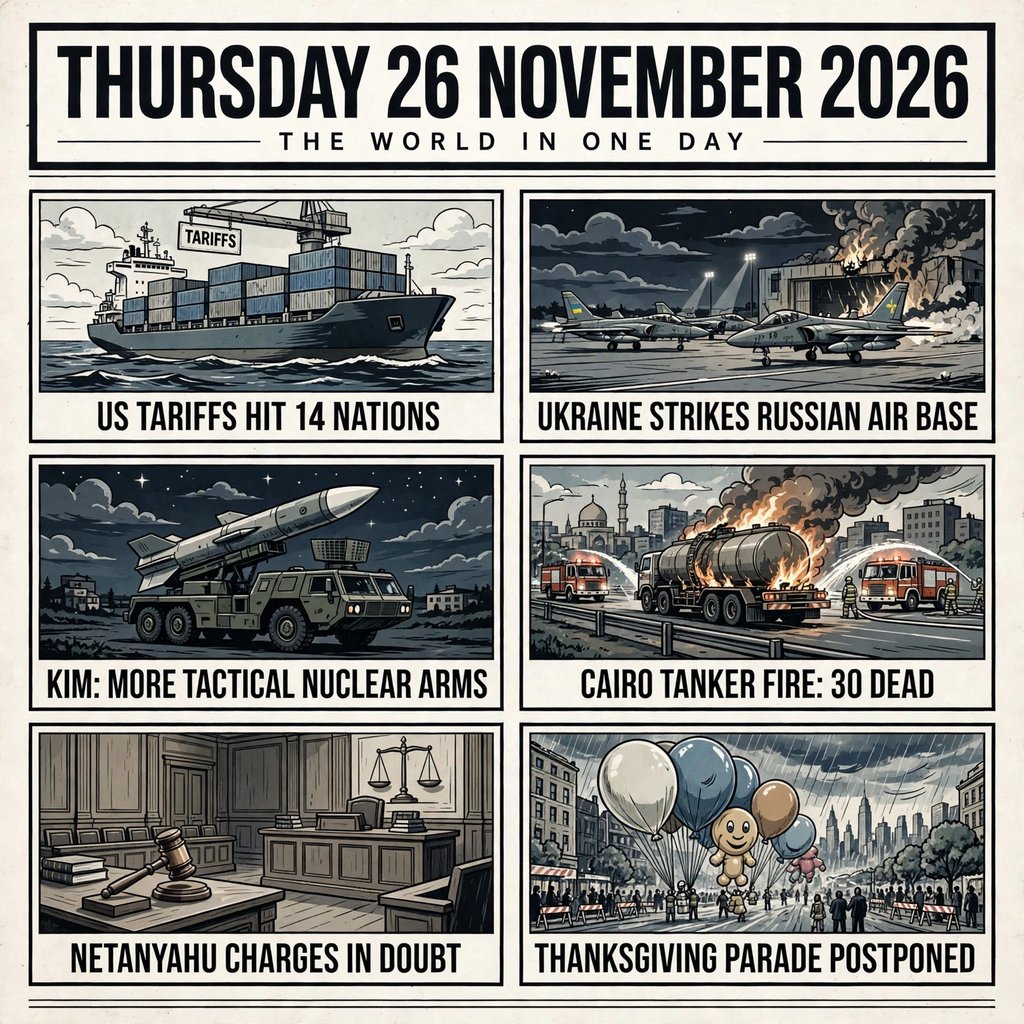 THURSDAY 26 NOVEMBER 2026
THE WORLD IN ONE DAY
TARIFFS
US TARIFFS HIT 14 NATIONS
UKRAINE STRIKES RUSSIAN AIR BASE
KIM: MORE TACTICAL NUCLEAR ARMS
CAIRO TANKER FIRE: 30 DEAD
NETANYAHU CHARGES IN DOUBT
THANKSGIVING PARADE POSTPONED